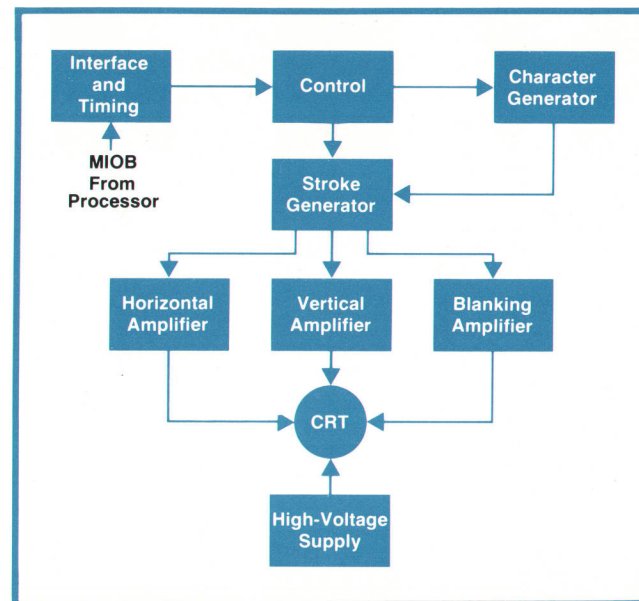 Interface
and
Timing
Control
Character
Generator
MIOB
From
Processor
Stroke
Generator
Horizontal
Amplifier
Vertical
Amplifier
Blanking
Amplifier
CRT
High-Voltage
Supply